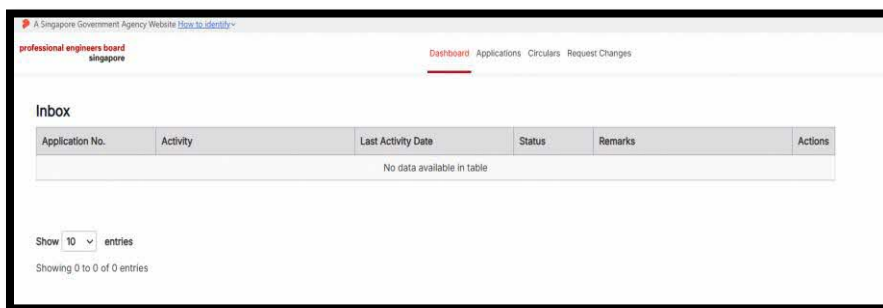 A Singapore Government Agency Website How to identify
professional engineers board
singapore
Dashboard Applications Circulars Request Changes
Inbox
Application No. Activity Last Activity Date Status Remarks Actions
No data available in table
Show 10 entries
Showing 0 to 0 of 0 entries